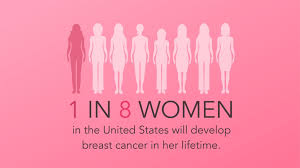 1 IN 8 WOMEN
in the United States will develop
breast cancer in her lifetime.